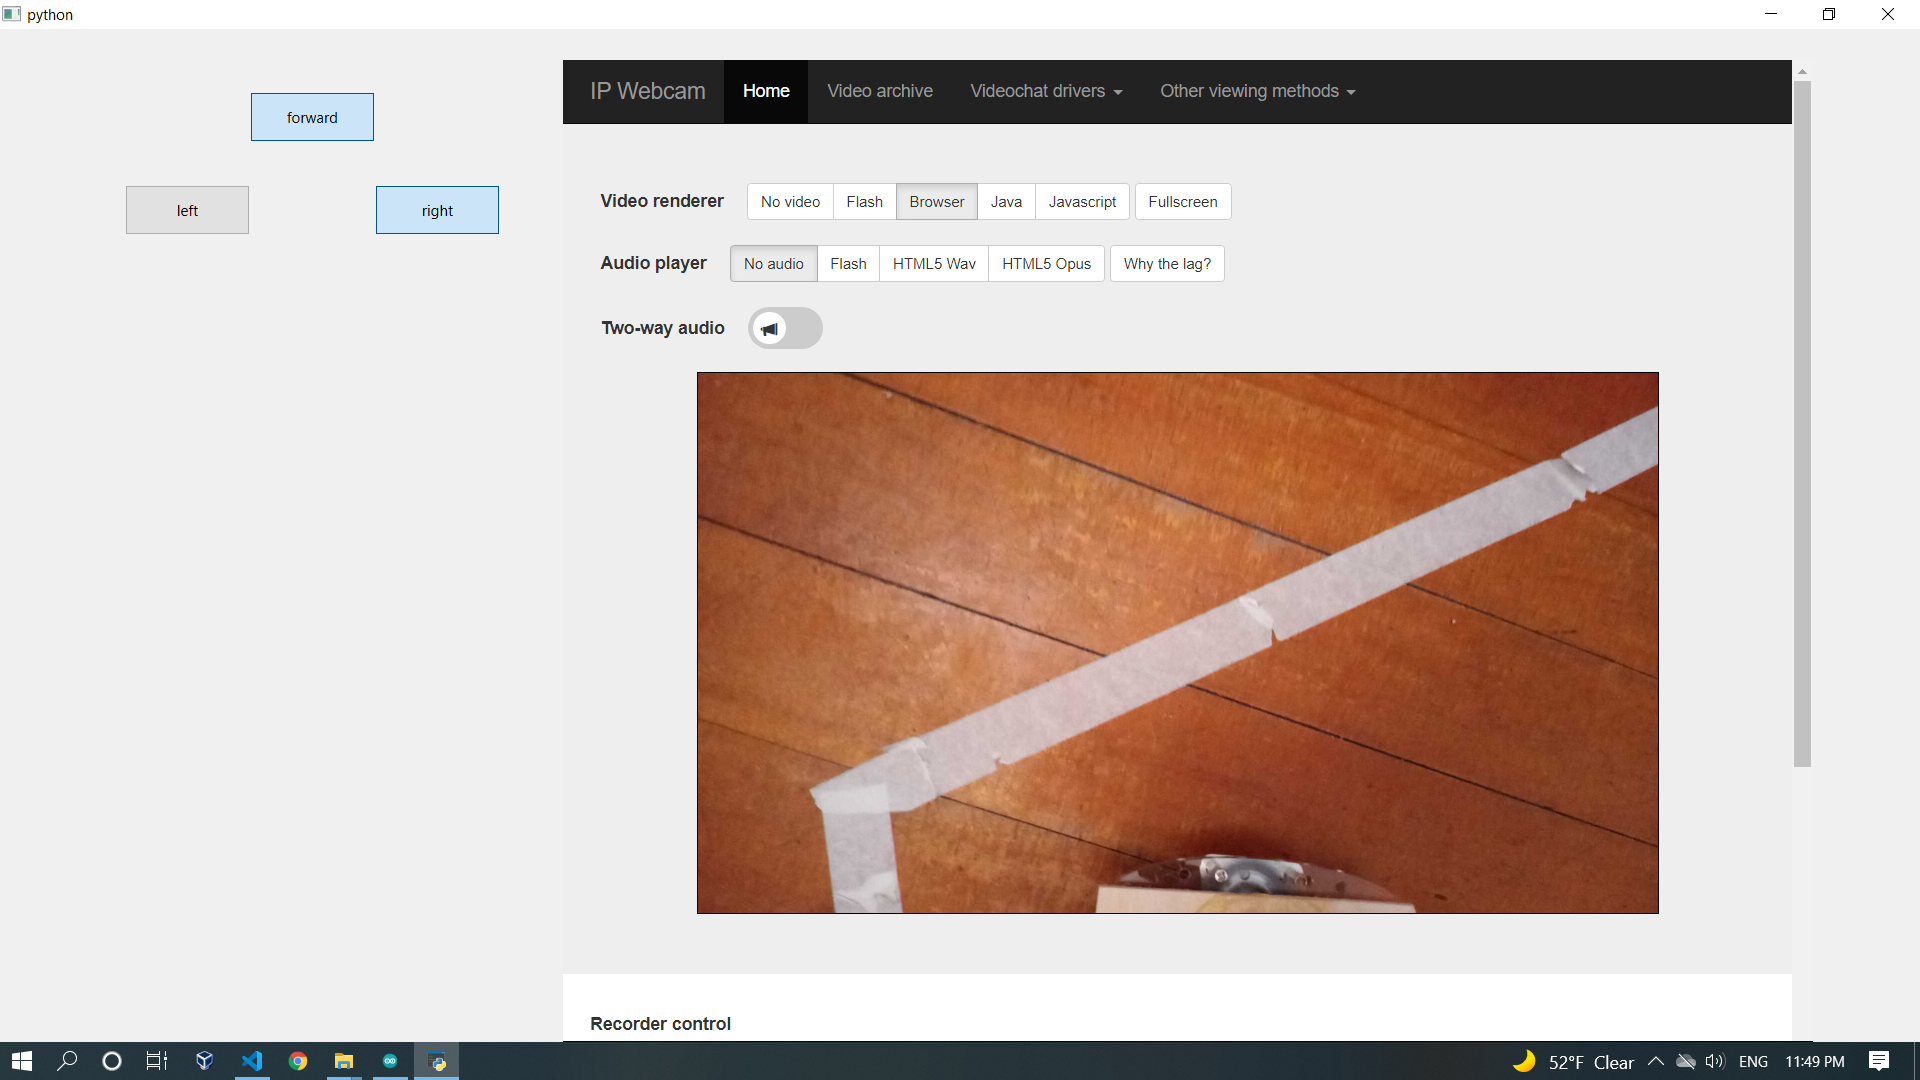 python
forward
left
right
IP Webcam Home Video archive Videochat drivers Other viewing methods
Video renderer No video Flash Browser Java Javascript Fullscreen
Audio player No audio Flash HTML5 Wav HTML5 Opus Why the lag?
Two-way audio
Recorder control
52°F Clear ENG 11:49 PM